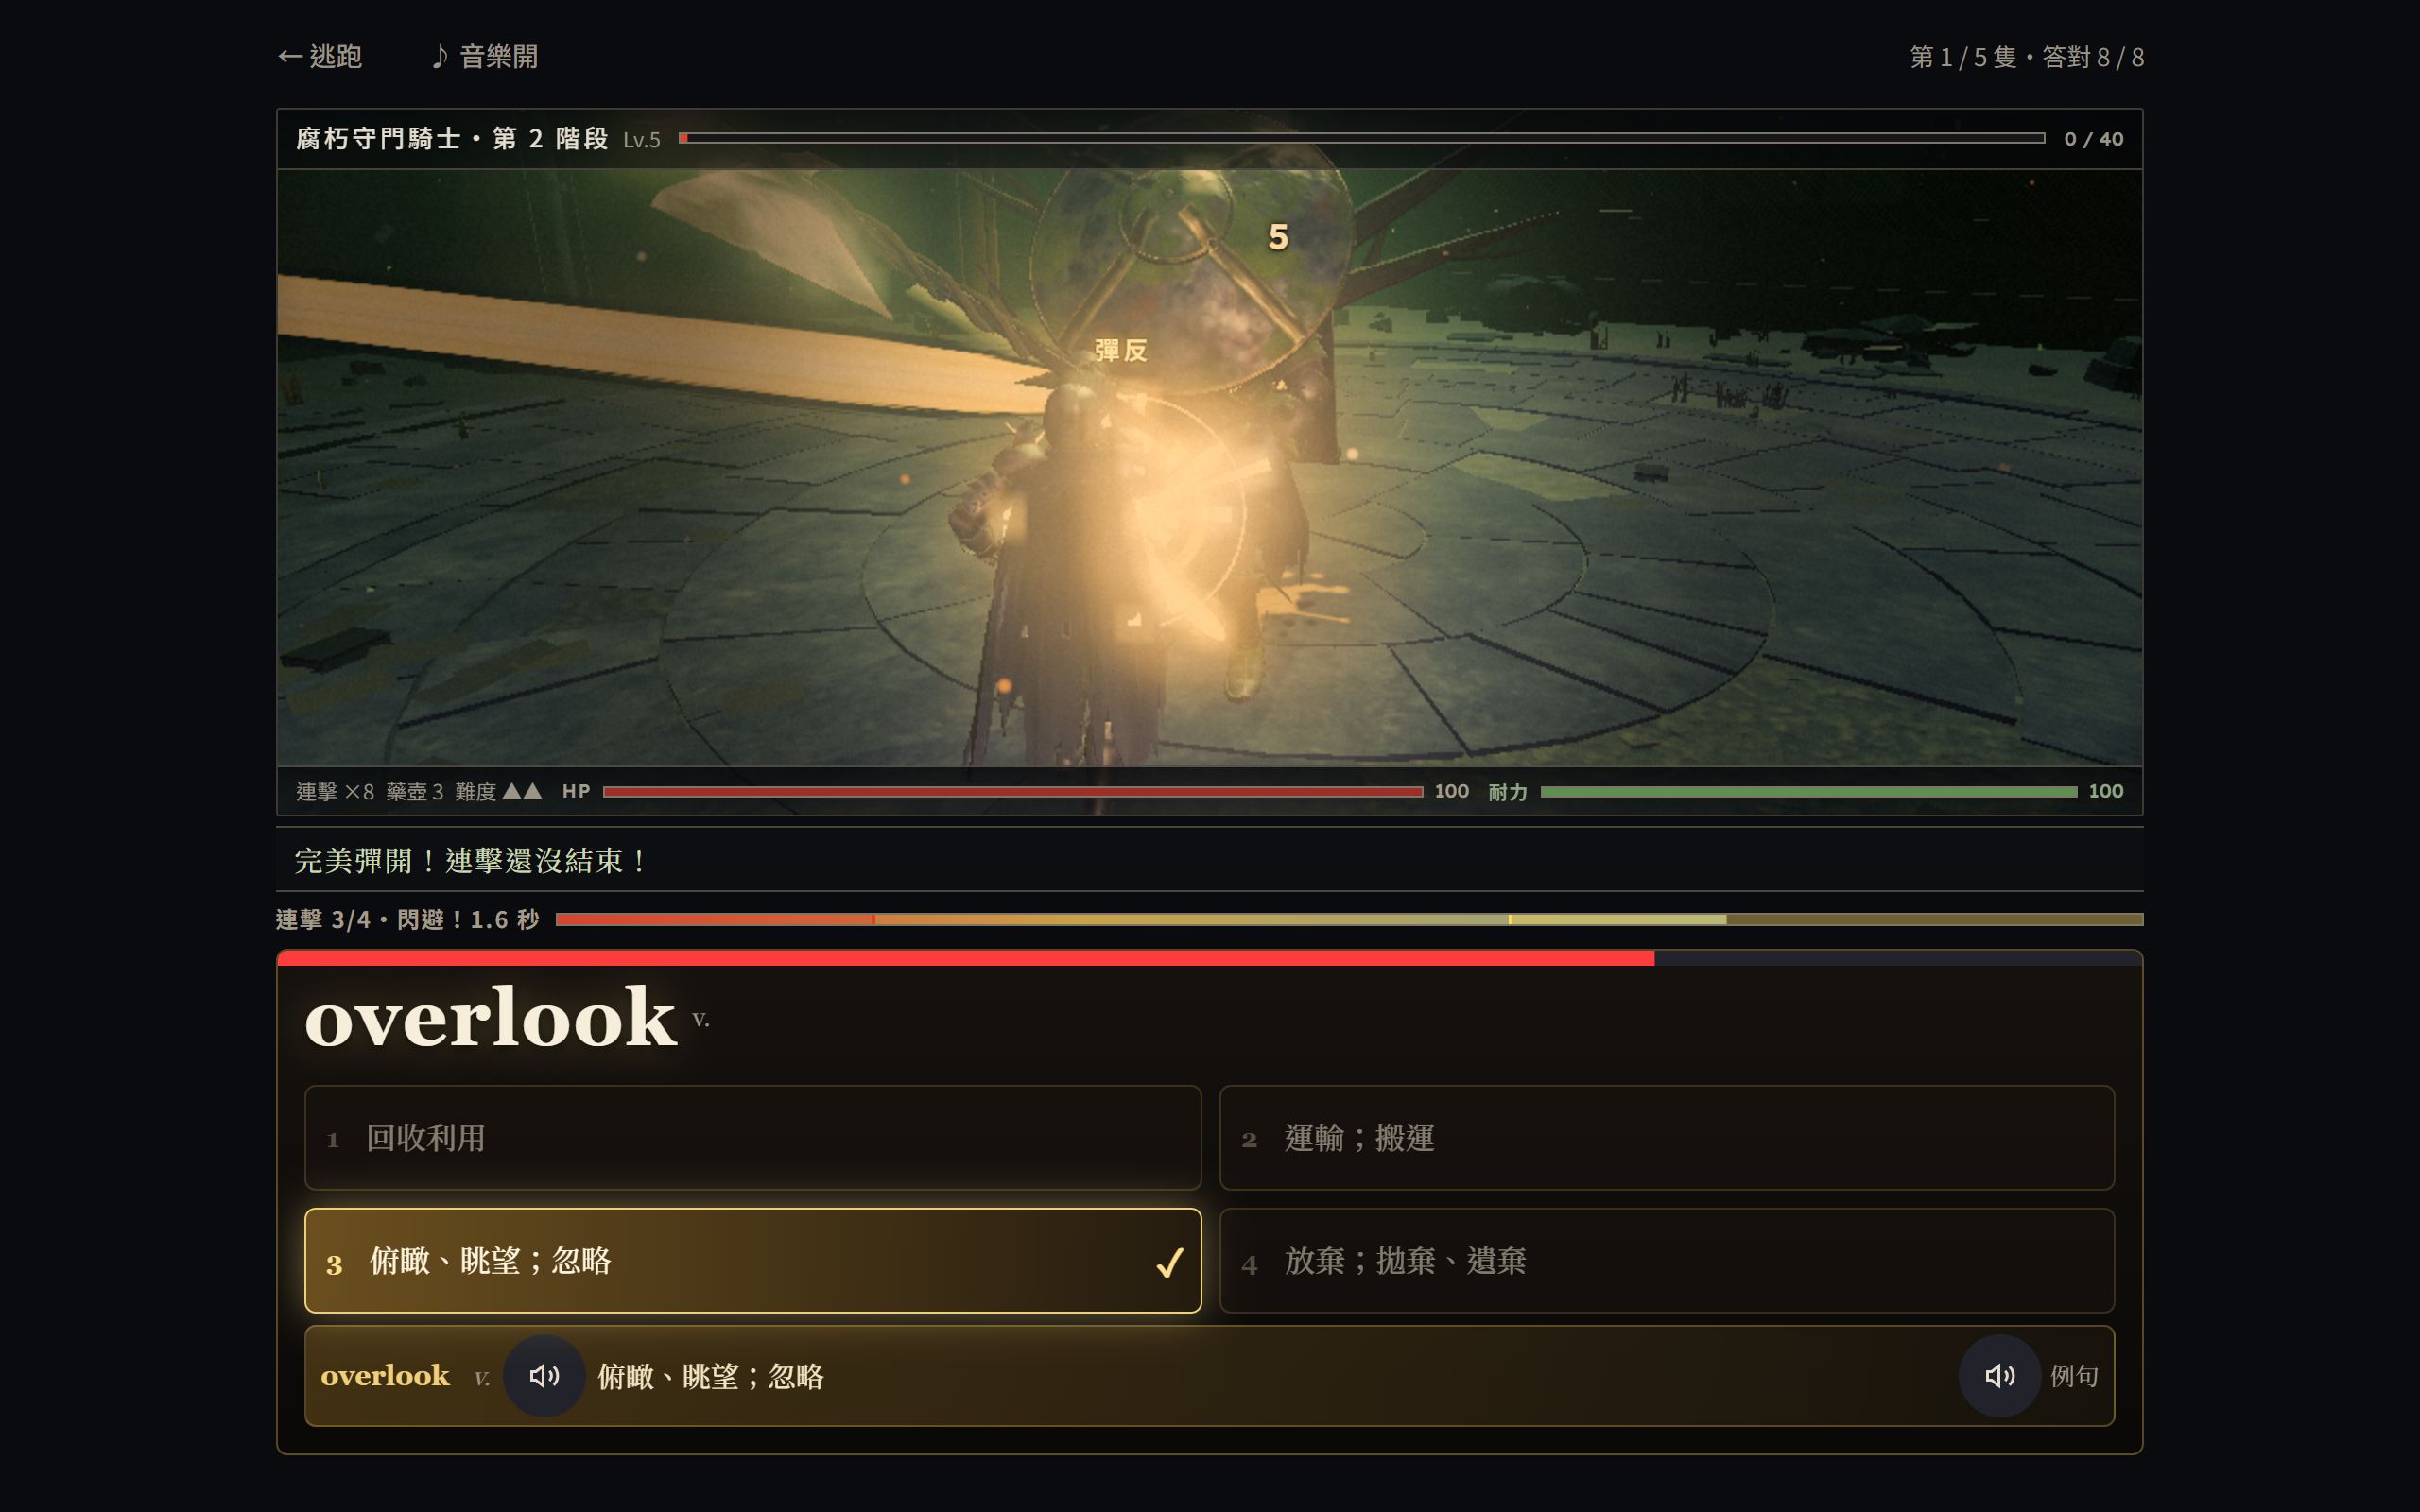 ← 逃跑 ♪ 音樂開 第 1 / 5 隻・答對 8 / 8
腐朽守門騎士・第 2 階段 Lv.5 0 / 40
5
彈反
連擊 ×8 藥壺 3 難度 ▲▲ HP 100 耐力 100
完美彈開！連擊還沒結束！
連擊 3/4・閃避！1.6 秒
overlook v.
1 回收利用
2 運輸；搬運
3 俯瞰、眺望；忽略 ✓
4 放棄；拋棄、遺棄
overlook v. 俯瞰、眺望；忽略 例句